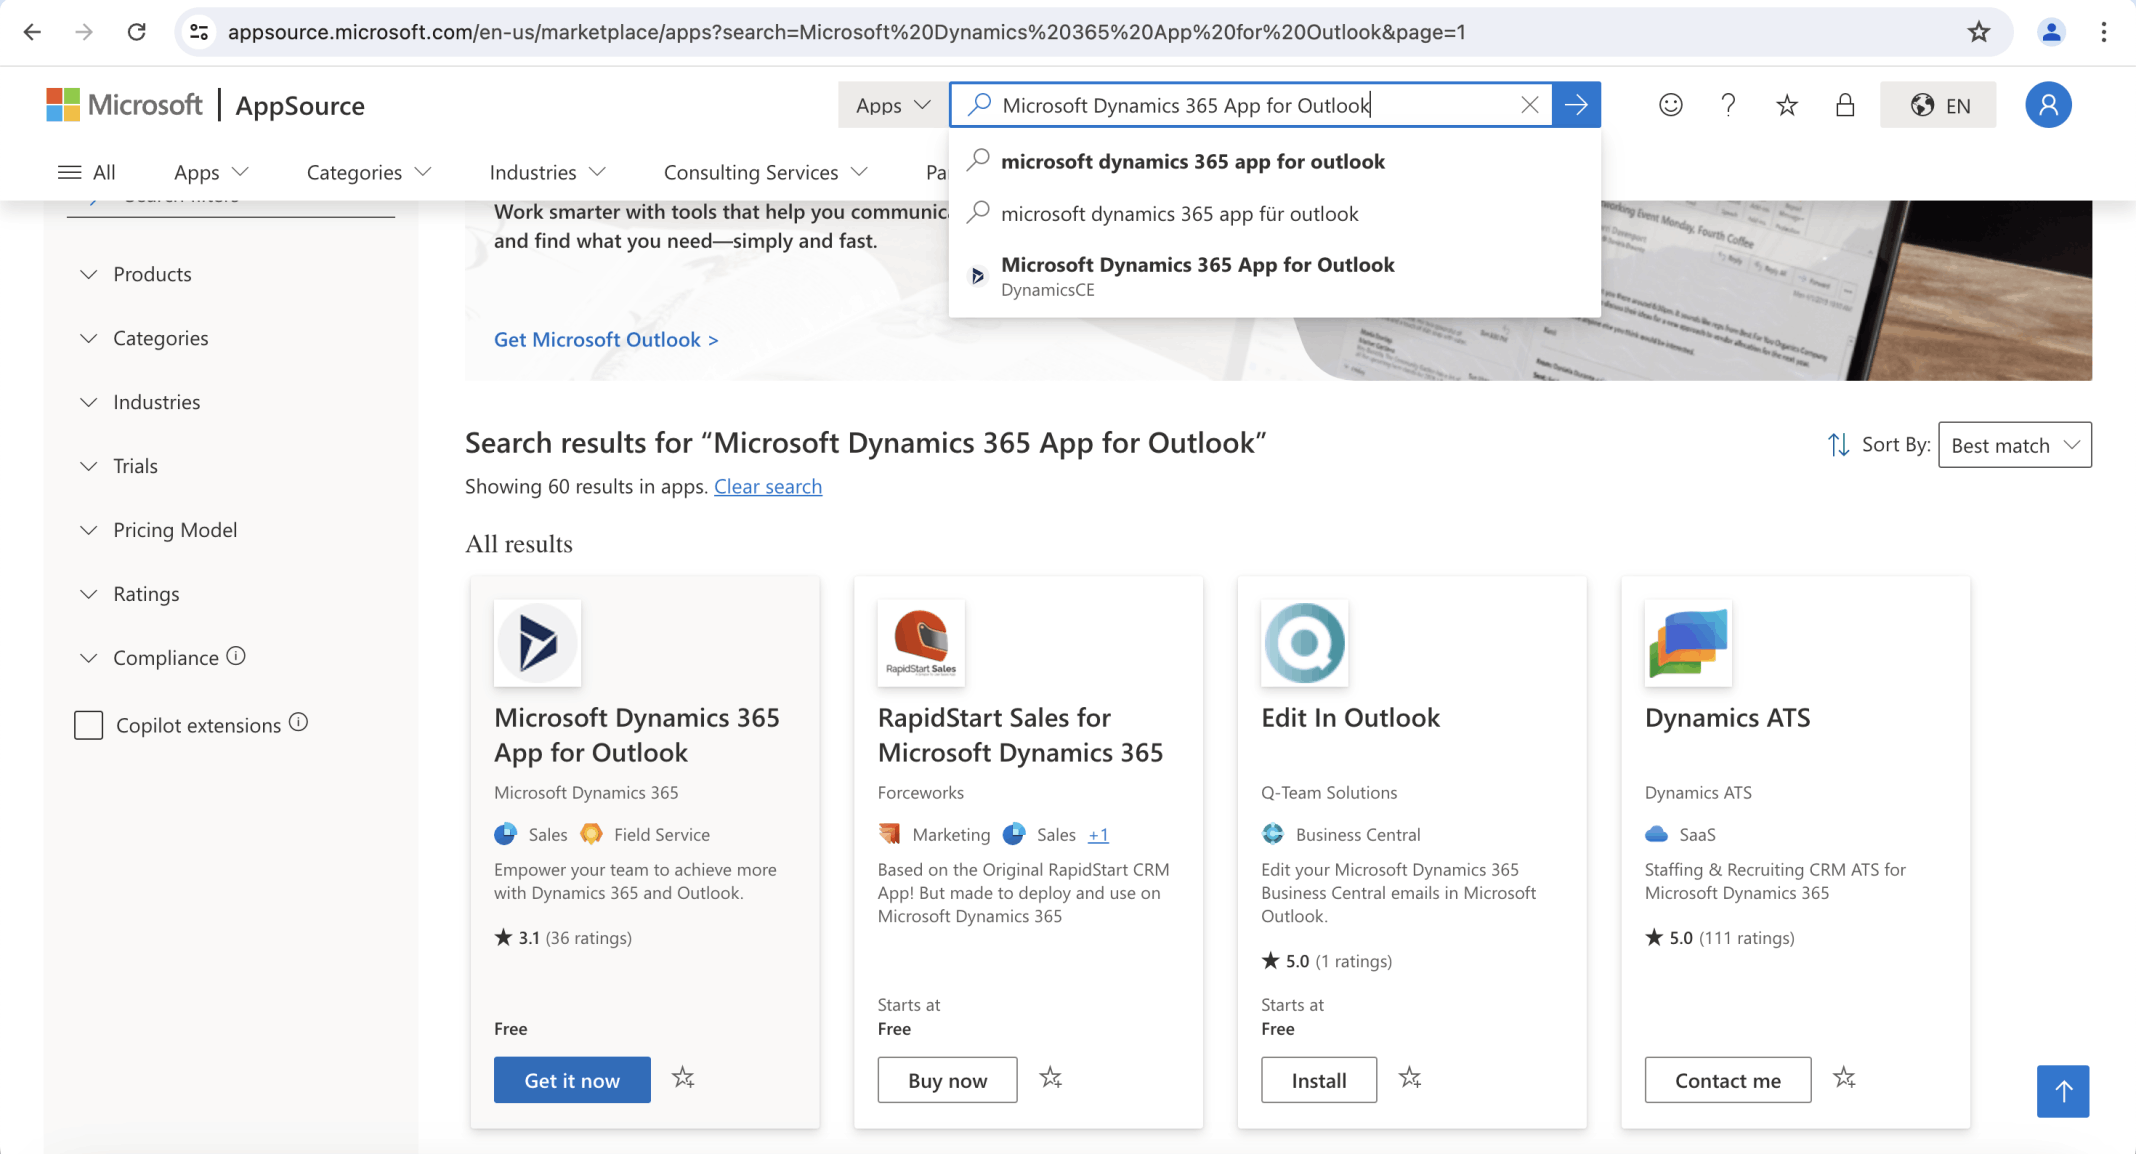 appsource.microsoft.com/en-us/marketplace/apps?search=Microsoft%20Dynamics%20365%20App%20for%20Outlook&page=1
Microsoft | AppSource
Apps
Microsoft Dynamics 365 App for Outlook
EN
microsoft dynamics 365 app for outlook
microsoft dynamics 365 app für outlook
Microsoft Dynamics 365 App for Outlook
DynamicsCE
All
Apps
Categories
Industries
Consulting Services
Pa
Search filters
Products
Categories
Industries
Trials
Pricing Model
Ratings
Compliance
Copilot extensions
Work smarter with tools that help you communic
and find what you need—simply and fast.
Get Microsoft Outlook >
Search results for “Microsoft Dynamics 365 App for Outlook”
Showing 60 results in apps. Clear search
Sort By:
Best match
All results
Microsoft Dynamics 365
App for Outlook
Microsoft Dynamics 365
Sales
Field Service
Empower your team to achieve more
with Dynamics 365 and Outlook.
3.1 (36 ratings)
Free
Get it now
RapidStart Sales
RapidStart Sales for
Microsoft Dynamics 365
Forceworks
Marketing
Sales
+1
Based on the Original RapidStart CRM
App! But made to deploy and use on
Microsoft Dynamics 365
Starts at
Free
Buy now
Edit In Outlook
Q-Team Solutions
Business Central
Edit your Microsoft Dynamics 365
Business Central emails in Microsoft
Outlook.
5.0 (1 ratings)
Starts at
Free
Install
Dynamics ATS
Dynamics ATS
SaaS
Staffing & Recruiting CRM ATS for
Microsoft Dynamics 365
5.0 (111 ratings)
Contact me